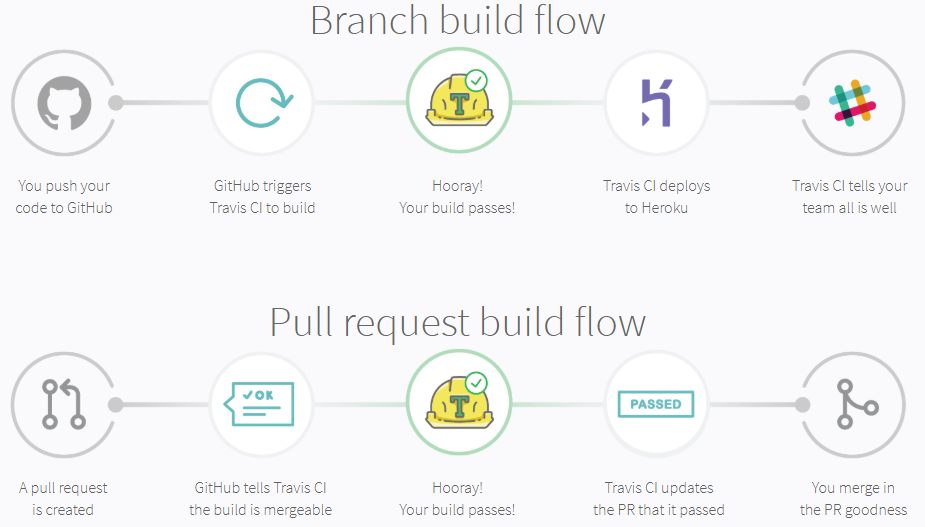 Branch build flow
You push your
code to GitHub
GitHub triggers
Travis CI to build
Hooray!
Your build passes!
Travis CI deploys
to Heroku
Travis CI tells your
team all is well
Pull request build flow
OK
PASSED
A pull request
is created
GitHub tells Travis CI
the build is mergeable
Hooray!
Your build passes!
Travis CI updates
the PR that it passed
You merge in
the PR goodness